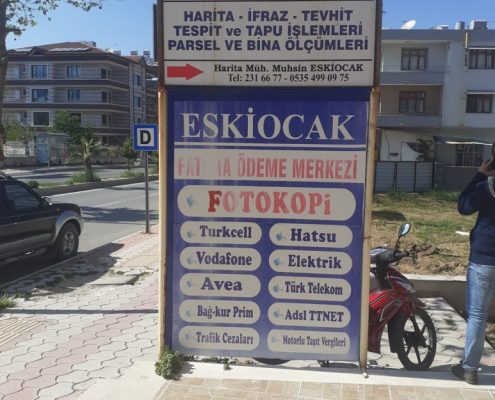 HARİTA - İFRAZ - TEVHİT
TESPİT ve TAPU İŞLEMLERİ
PARSEL VE BİNA ÖLÇÜMLERİ
Harita Müh. Muhsin ESKİOCAK
Tel: 231 66 77 - 0535 499 09 75
D
ESKİOCAK
FATURA ÖDEME MERKEZİ
FOTOKOPi
Turkcell
Hatsu
Vodafone
Elektrik
Avea
Türk Telekom
Bağ-kur Prim
Adsl TTNET
Trafik Cezaları
Motorlu Taşıt Vergileri